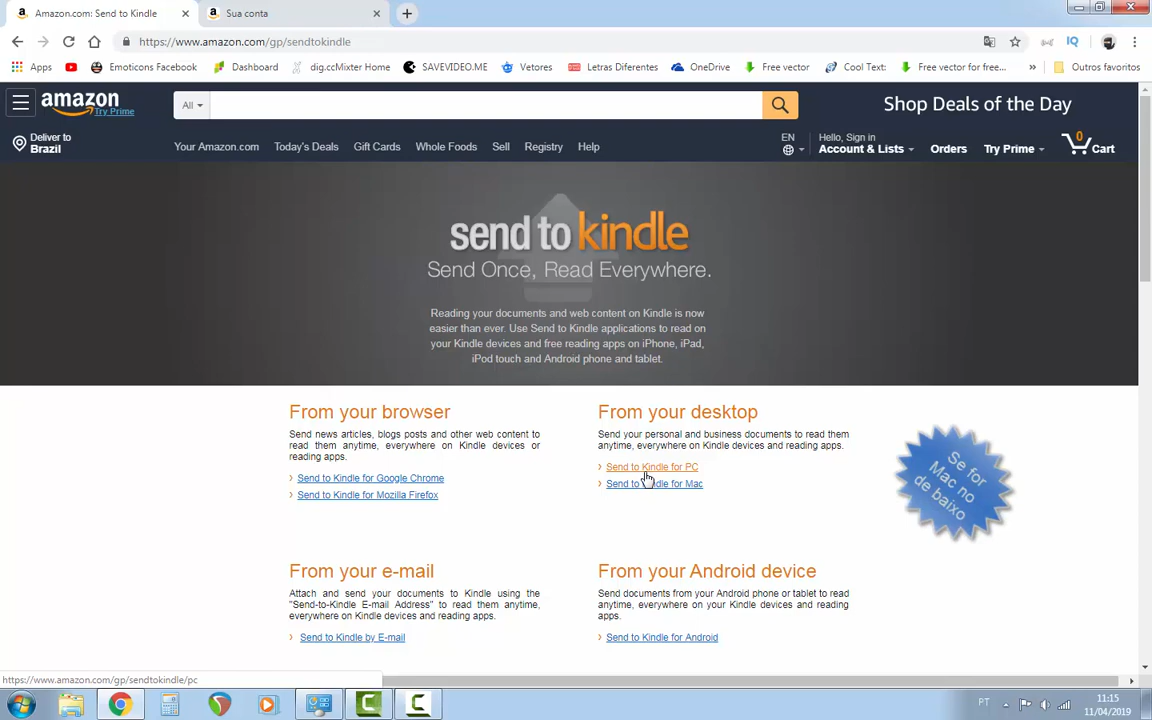 Amazon.com: Send to Kindle
Sua conta
https://www.amazon.com/gp/sendtokindle
Apps
Emoticons Facebook
Dashboard
dig.ccMixter Home
SAVEVIDEO.ME
Vetores
Letras Diferentes
OneDrive
Free vector
Cool Text:
Free vector for free...
»
Outros favoritos
amazon
Try Prime
All
Shop Deals of the Day
Deliver to
Brazil
Your Amazon.com
Today's Deals
Gift Cards
Whole Foods
Sell
Registry
Help
EN
Hello, Sign in
Account & Lists
Orders
Try Prime
0
Cart
send to kindle
Send Once, Read Everywhere.
Reading your documents and web content on Kindle is now
easier than ever. Use Send to Kindle applications to read on
your Kindle devices and free reading apps on iPhone, iPad,
iPod touch and Android phone and tablet.
From your browser
Send news articles, blogs posts and other web content to
read them anytime, everywhere on Kindle devices or
reading apps.
› Send to Kindle for Google Chrome
› Send to Kindle for Mozilla Firefox
From your desktop
Send your personal and business documents to read them
anytime, everywhere on Kindle devices and reading apps.
› Send to Kindle for PC
› Send to Kindle for Mac
Se for
Mac no
de baixo
From your e-mail
Attach and send your documents to Kindle using the
"Send-to-Kindle E-mail Address" to read them anytime,
everywhere on Kindle devices and reading apps.
› Send to Kindle by E-mail
From your Android device
Send documents from your Android phone or tablet to read
anytime, everywhere on your Kindle devices and reading
apps.
› Send to Kindle for Android
https://www.amazon.com/gp/sendtokindle/pc
PT
11:15
11/04/2019